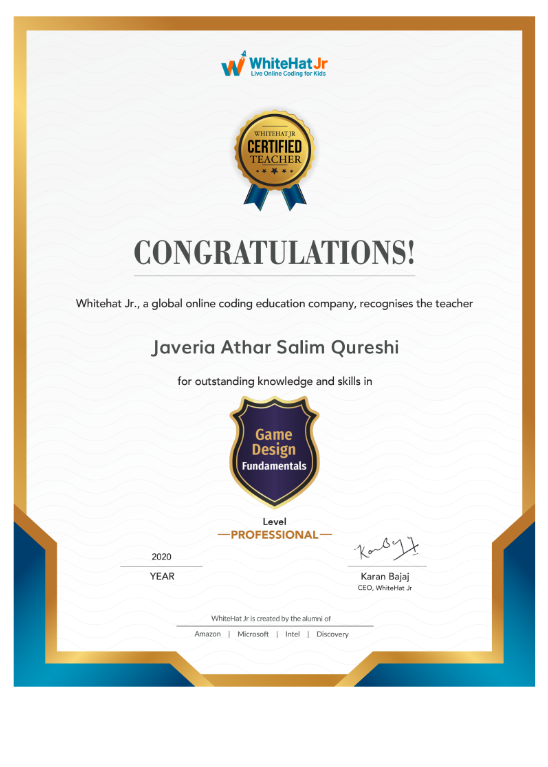 WhiteHat Jr
Live Online Coding for Kids
WHITEHAT JR
CERTIFIED
TEACHER
CONGRATULATIONS!
Whitehat Jr., a global online coding education company, recognises the teacher
Javeria Athar Salim Qureshi
for outstanding knowledge and skills in
Game
Design
Fundamentals
Level
PROFESSIONAL
2020
YEAR
Karan Bajaj
CEO, WhiteHat Jr
WhiteHat Jr is created by the alumni of
Amazon | Microsoft | Intel | Discovery